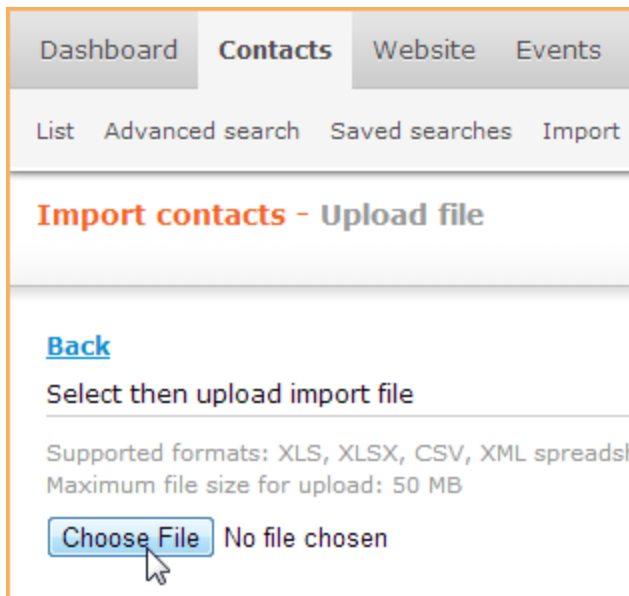 Dashboard Contacts Website Events
List Advanced search Saved searches Import
Import contacts - Upload file
Back
Select then upload import file
Supported formats: XLS, XLSX, CSV, XML
Maximum file size for upload: 50 MB
Choose File No file chosen